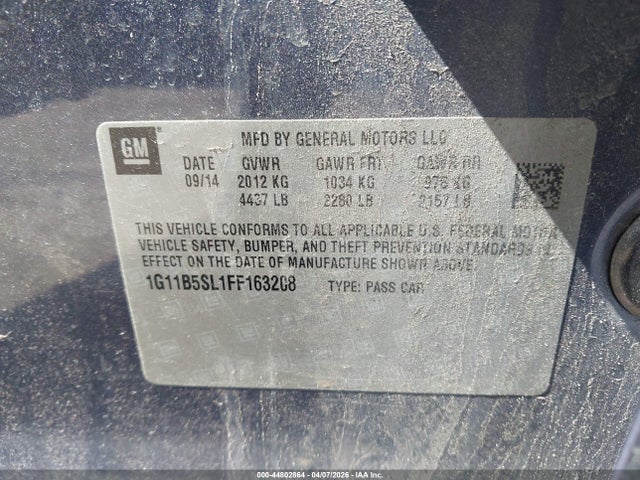 GM
MFD BY GENERAL MOTORS LLC
DATE GVWR GAWR FRT GAWR RR
09/14 2012 KG 1034 KG 978 KG
4437 LB 2280 LB 2157 LB
THIS VEHICLE CONFORMS TO ALL APPLICABLE U.S. FEDERAL MOTOR
VEHICLE SAFETY, BUMPER, AND THEFT PREVENTION STANDARDS IN
EFFECT ON THE DATE OF MANUFACTURE SHOWN ABOVE.
1G11B5SL1FF163208 TYPE: PASS CAR
000-44802864 | 04/07/2026 - IAA Inc.